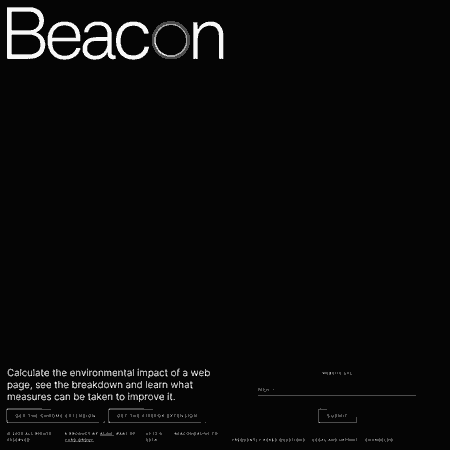 Beacon
Calculate the environmental impact of a web
page, see the breakdown and learn what
measures can be taken to improve it.
WEBSITE URL
GET THE CHROME EXTENSION
GET THE FIREFOX EXTENSION
SUBMIT
FREQUENTLY ASKED QUESTIONS
LEGAL AND IMPRINT
CHANGELOG